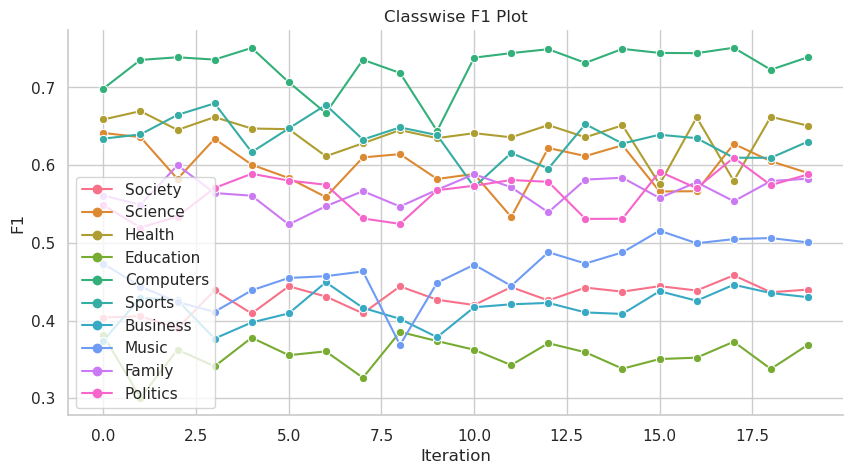 Classwise F1 Plot
F1
0.7
0.6
0.5
0.4
0.3
Society
Science
Health
Education
Computers
Sports
Business
Music
Family
Politics
0.0 2.5 5.0 7.5 10.0 12.5 15.0 17.5
Iteration